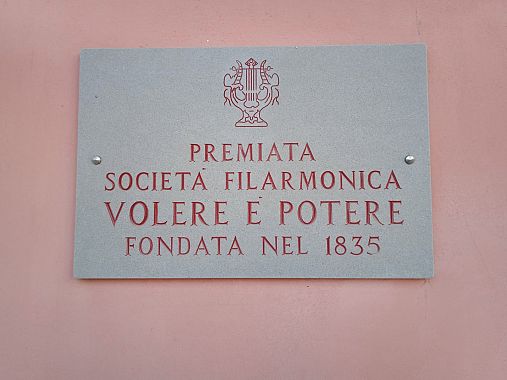 PREMIATA
SOCIETÀ FILARMONICA
VOLERE E POTERE
FONDATA NEL 1835